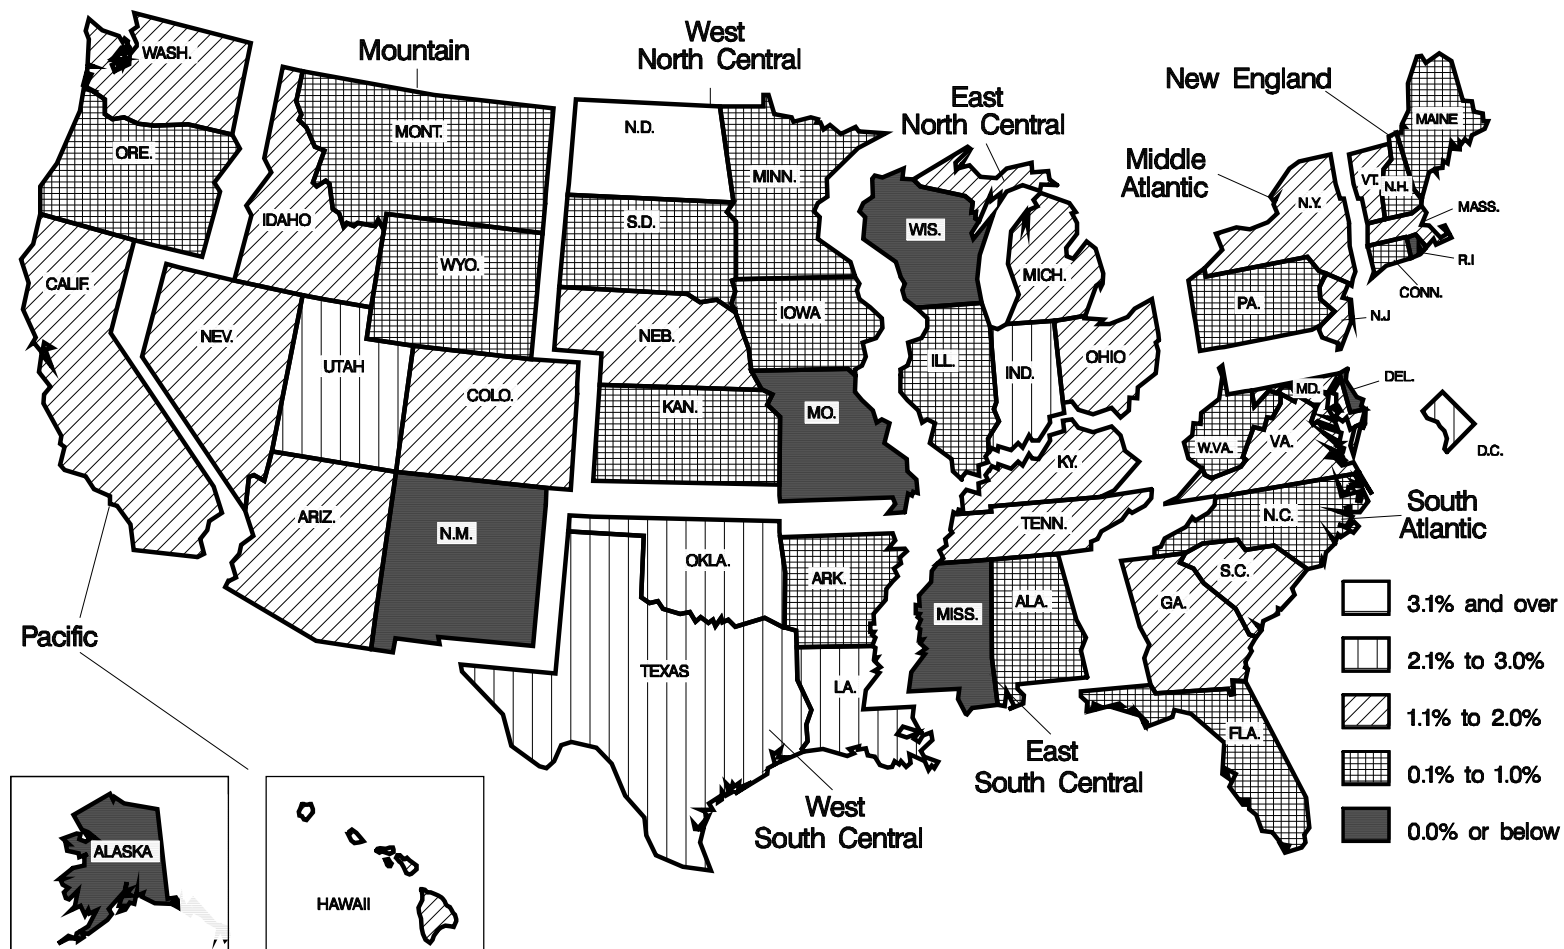 West
North Central
Mountain
WASH.
New England
East
North Central
MAINE
N.D.
MONT.
ORE.
Middle
Atlantic
MINN.
VT.
N.H.
N.Y.
MASS.
IDAHO
S.D.
WIS.
R.I
WYO.
MICH.
CALIF.
CONN.
PA.
IOWA
N.J
NEV.
NEB.
UTAH
ILL.
IND.
OHIO
DEL.
MD.
COLO.
KAN.
MO.
VA.
W.VA.
D.C.
KY.
South
Atlantic
ARIZ.
N.C.
TENN.
N.M.
OKLA.
ARK.
S.C.
ALA.
GA.
MISS.
3.1% and over
Pacific
2.1% to 3.0%
TEXAS
LA.
1.1% to 2.0%
FLA.
East
South Central
0.1% to 1.0%
West
South Central
0.0% or below
ALASKA
HAWAII